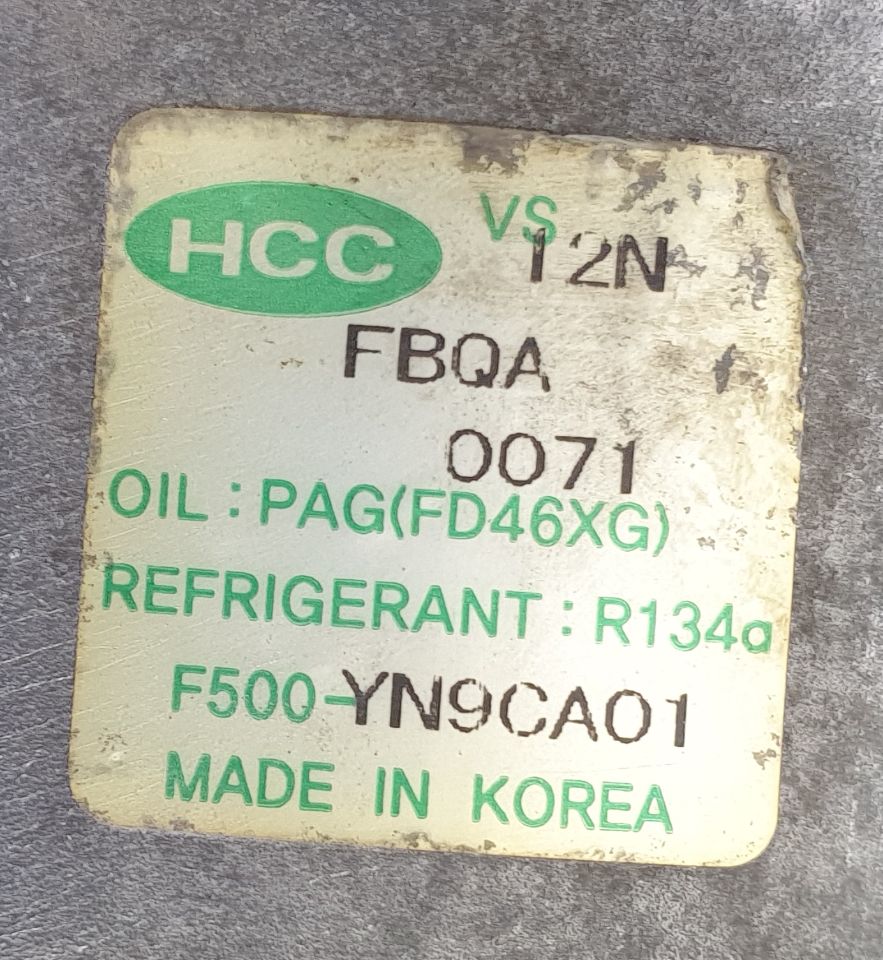 HCC VS 12N
FBQA
0071
OIL : PAG(FD46XG)
REFRIGERANT : R134a
F500-YN9CA01
MADE IN KOREA